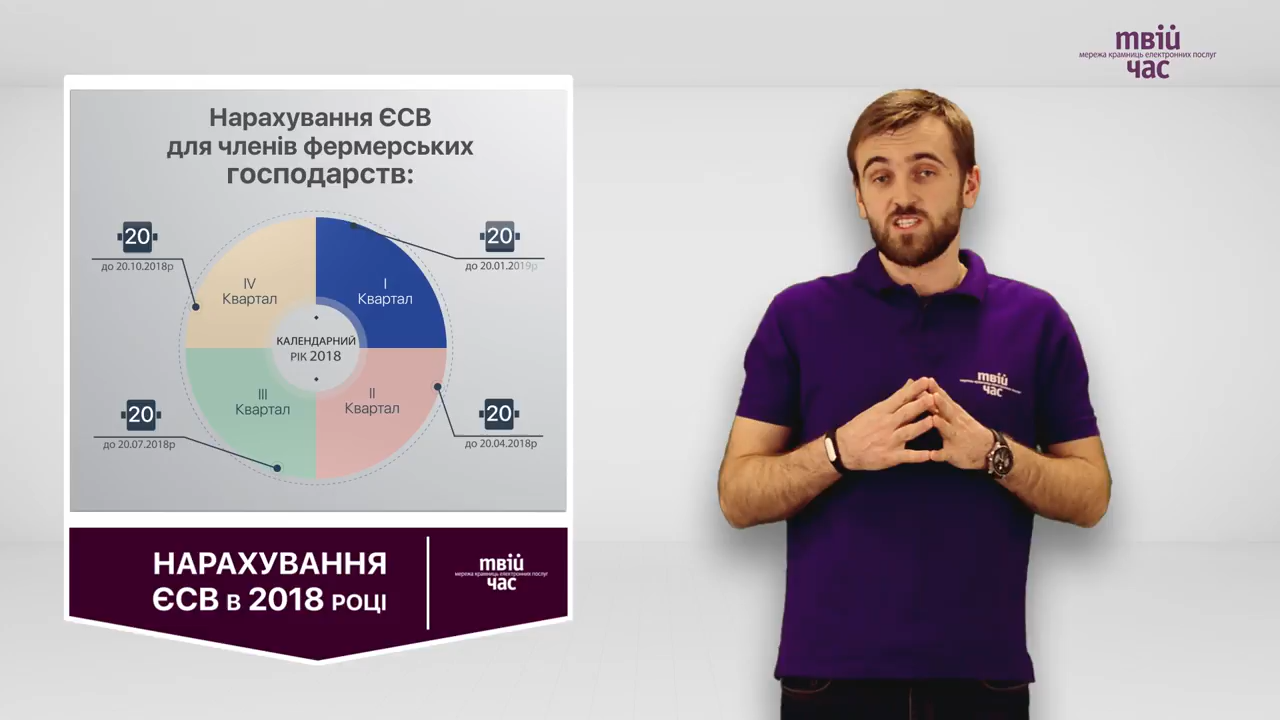 твій
мережа крамниць електронних послуг
час
Нарахування ЄСВ
для членів фермерських
господарств:
20
до 20.10.2018р
20
до 20.01.2019р
IV
Квартал
I
Квартал
КАЛЕНДАРНИЙ
РІК 2018
III
Квартал
II
Квартал
20
до 20.07.2018р
20
до 20.04.2018р
НАРАХУВАННЯ
ЄСВ В 2018 РОЦІ
твій
мережа крамниць електронних послуг
час
твій
час